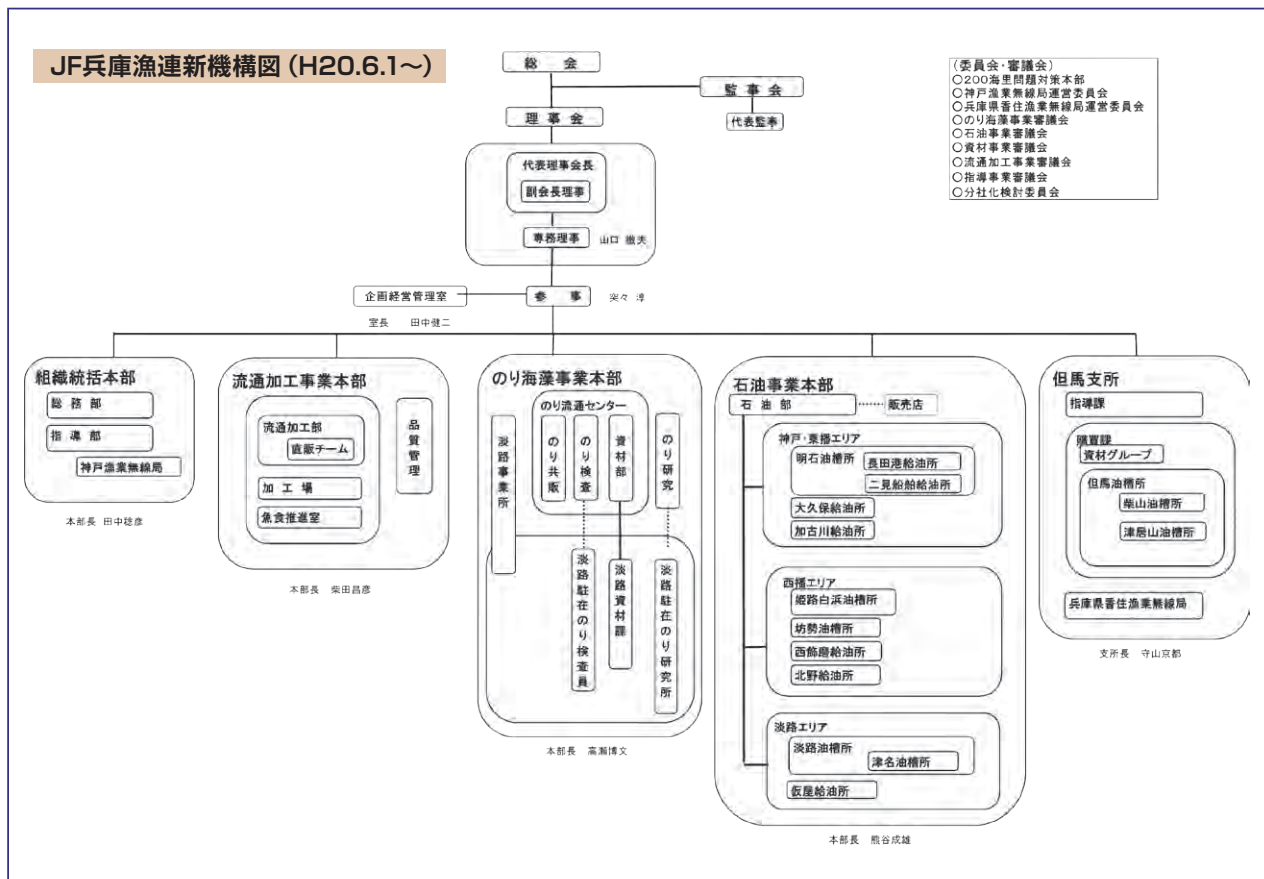 JF兵庫漁連新機構図(H20.6.1～)
総会
監事会
代表監事
理事会
代表理事会長
副会長理事
専務理事 山口 徹夫
企画経営管理室
参事 突々 淳
室長 田中健二
(委員会・審議会)
○200海里問題対策本部
○神戸漁業無線局運営委員会
○兵庫県香住漁業無線局運営委員会
○のり海藻事業審議会
○石油事業審議会
○資材事業審議会
○流通加工事業審議会
○指導事業審議会
○分社化検討委員会
組織統括本部
総務部
指導部
神戸漁業無線局
本部長 田中稔彦
流通加工事業本部
流通加工部
直販チーム
加工場
魚食推進室
品質管理
本部長 柴田昌彦
のり海藻事業本部
のり流通センター
淡路事業所
のり共販
のり検査
資材部
のり研究
淡路駐在のり検査員
淡路資材課
淡路駐在のり研究所
本部長 高瀬博文
石油事業本部
石油部
販売店
神戸・東播エリア
明石油槽所
長田港給油所
二見船舶給油所
大久保給油所
加古川給油所
西播エリア
姫路白浜油槽所
坊勢油槽所
西飾磨給油所
北野給油所
淡路エリア
淡路油槽所
津名油槽所
仮屋給油所
本部長 熊谷成雄
但馬支所
指導課
購買課
資材グループ
但馬油槽所
柴山油槽所
津居山油槽所
兵庫県香住漁業無線局
支所長 守山京都